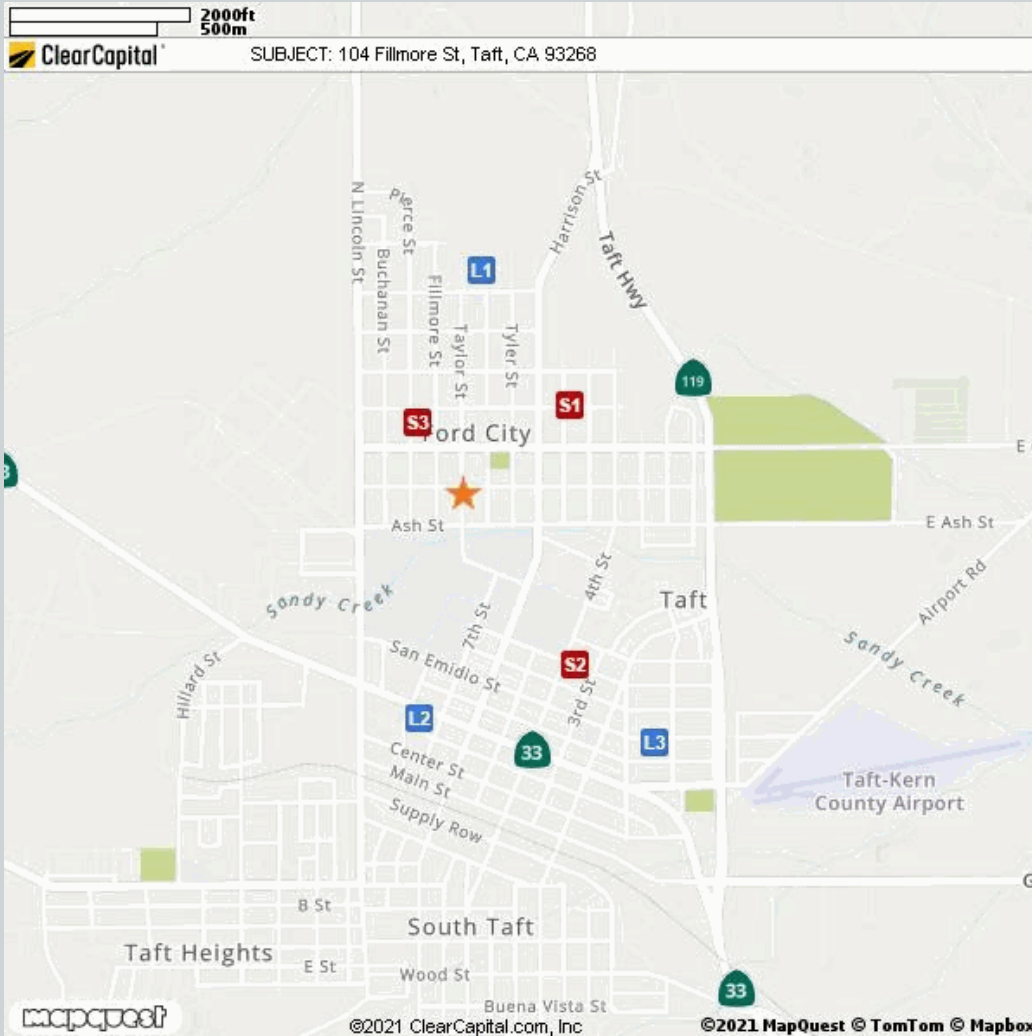 2000ft
500m
ClearCapital
SUBJECT: 104 Fillmore St, Taft, CA 93268
N Lincoln St
Pierce St
Harrison St
Taft Hwy
Buchanan St
L1
Fillmore St
Taylor St
Tyler St
119
S1
S3
Ford City
E
3
Ash St
E Ash St
4th St
Airport Rd
Sandy Creek
Taft
7th St
Sandy Creek
San Emidio St
S2
Hillard St
3rd St
L2
L3
33
Center St
Main St
Taft-Kern
County Airport
Supply Row
G
B St
South Taft
Taft Heights
E St
Wood St
33
Buena Vista St
mapquest
©2021 ClearCapital.com, Inc
©2021 MapQuest © TomTom © Mapbo